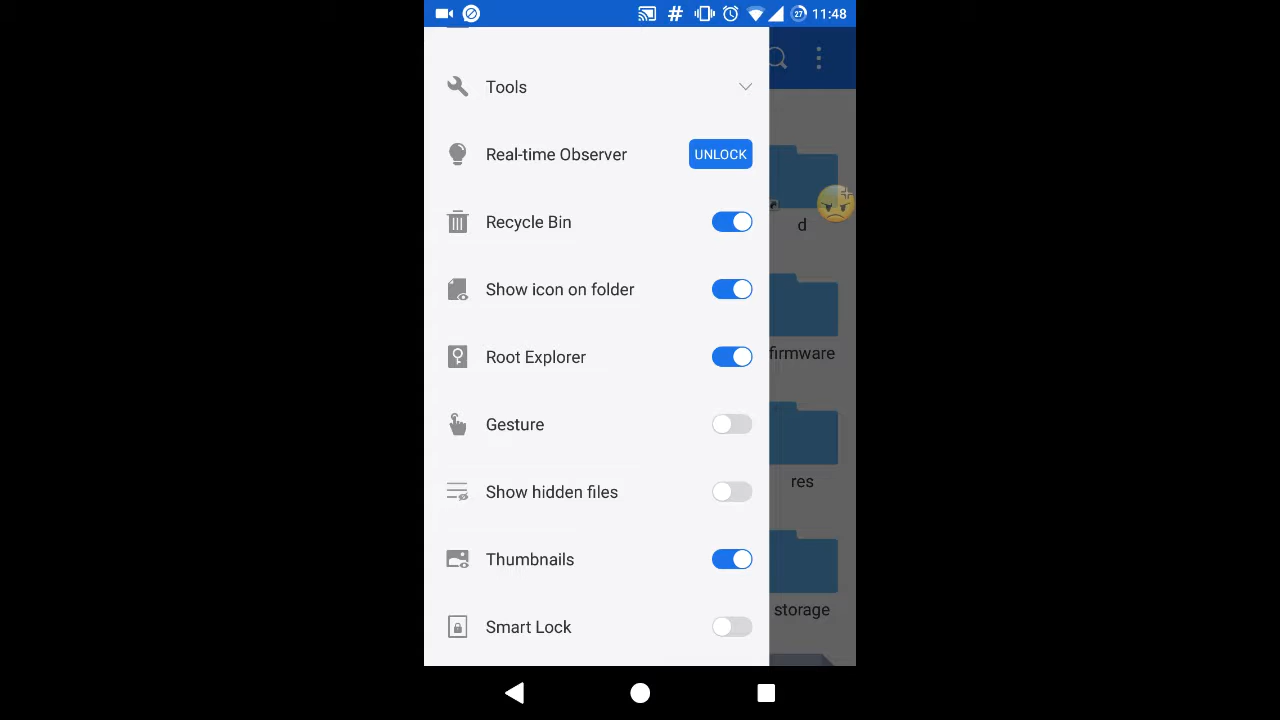 27 11:48
Tools
Real-time Observer UNLOCK
Recycle Bin
Show icon on folder
Root Explorer
Gesture
Show hidden files
Thumbnails
Smart Lock
d
firmware
res
storage